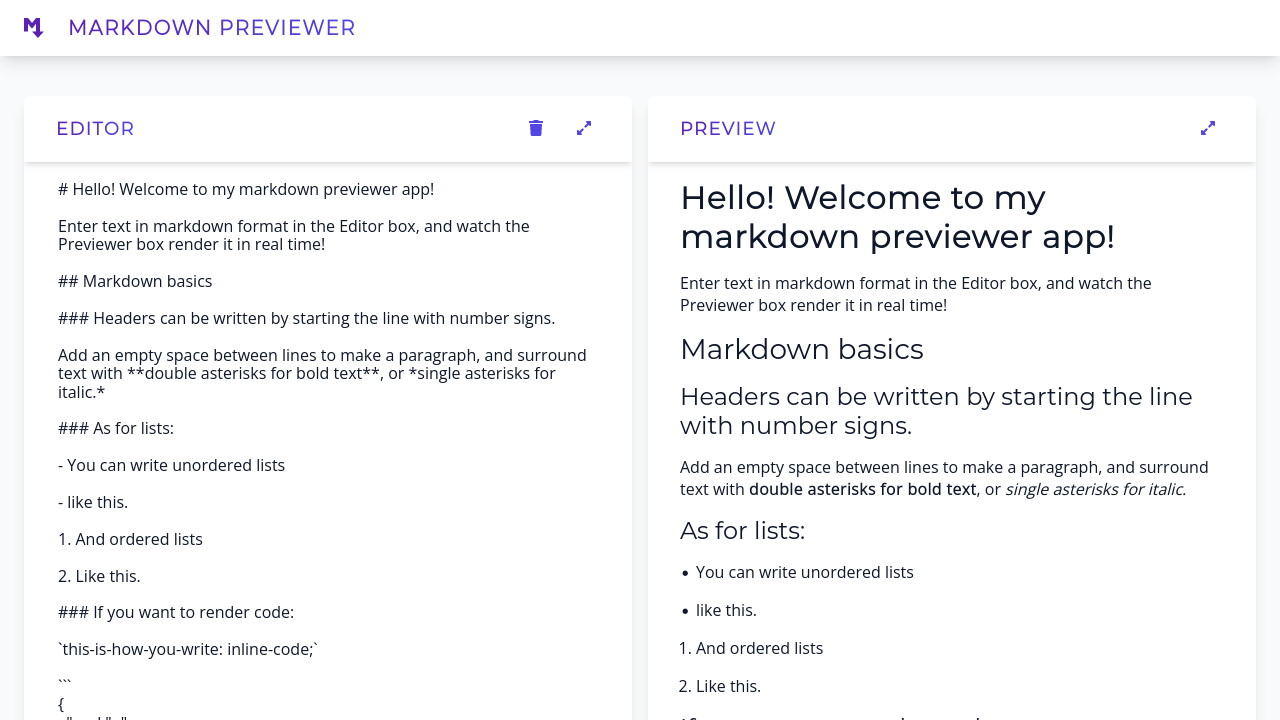 MARKDOWN PREVIEWER
EDITOR
# Hello! Welcome to my markdown previewer app!
Enter text in markdown format in the Editor box, and watch the
Previewer box render it in real time!
## Markdown basics
### Headers can be written by starting the line with number signs.
Add an empty space between lines to make a paragraph, and surround
text with **double asterisks for bold text**, or *single asterisks for
italic.*
### As for lists:
- You can write unordered lists
- like this.
1. And ordered lists
2. Like this.
### If you want to render code:
`this-is-how-you-write: inline-code;`
```
{
PREVIEW
Hello! Welcome to my
markdown previewer app!
Enter text in markdown format in the Editor box, and watch the
Previewer box render it in real time!
Markdown basics
Headers can be written by starting the line
with number signs.
Add an empty space between lines to make a paragraph, and surround
text with double asterisks for bold text, or single asterisks for italic.
As for lists:
• You can write unordered lists
• like this.
1. And ordered lists
2. Like this.